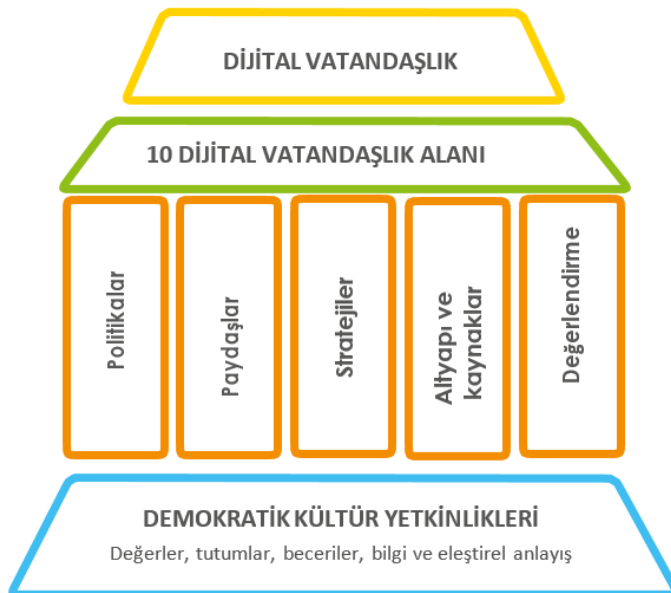 DİJİTAL VATANDAŞLIK
10 DİJİTAL VATANDAŞLIK ALANI
Politikalar
Paydaşlar
Stratejiler
Altyapı ve
kaynaklar
Değerlendirme
DEMOKRATİK KÜLTÜR YETKİNLİKLERİ
Değerler, tutumlar, beceriler, bilgi ve eleştirel anlayış